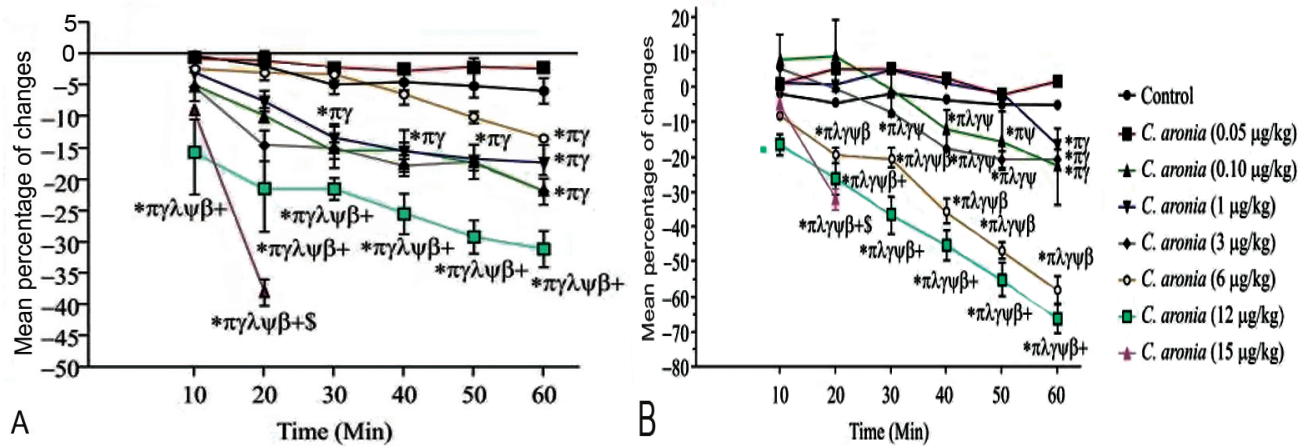 A
Mean percentage of changes
5
0
−5
−10
−15
−20
−25
−30
−35
−40
−45
−50
*πγ
*πγ
*πγ
*πγ
*πγ
*πγ
*πγλψβ+
*πγλψβ+
*πγλψβ+
*πγλψβ+
*πγλψβ+
*πγλψβ+
*πγλψβ+$
10 20 30 40 50 60
Time (Min)
B
Mean percentage of changes
20
10
0
−10
−20
−30
−40
−50
−60
−70
−80
*πλγψ
*πλγψ
*πψ
*πλγψβ
*πλγψβ
*πλγψ
*πλγψ
*πγ
*πγ
*πγ
*πλγψβ+
*πλγψβ
*πλγψβ
*πλγψβ+$
*πλγψβ+
*πλγψβ
*πλγψβ+
*πλγψβ+
*πλγψβ+
10 20 30 40 50 60
Time (Min)
Control
C. aronia (0.05 µg/kg)
C. aronia (0.10 µg/kg)
C. aronia (1 µg/kg)
C. aronia (3 µg/kg)
C. aronia (6 µg/kg)
C. aronia (12 µg/kg)
C. aronia (15 µg/kg)